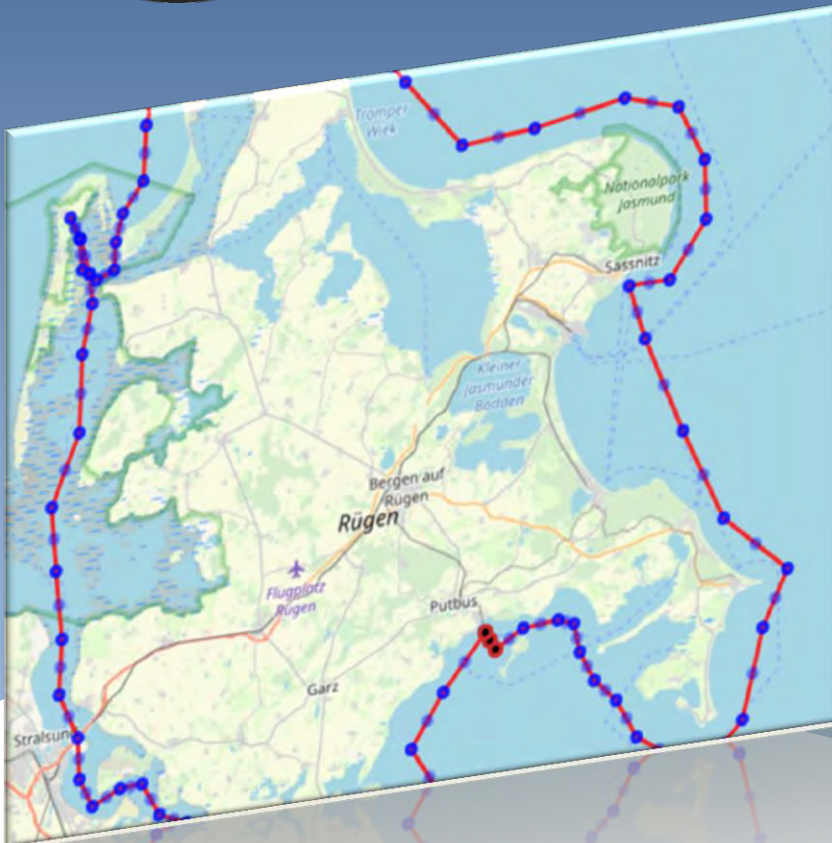 Tromper
Wiek
Nationalpark
Jasmund
Sassnitz
Kleiner
Jasmunder
Bodden
Bergen auf
Rügen
Rügen
Flugplatz
Rügen
Putbus
Garz
Stralsund